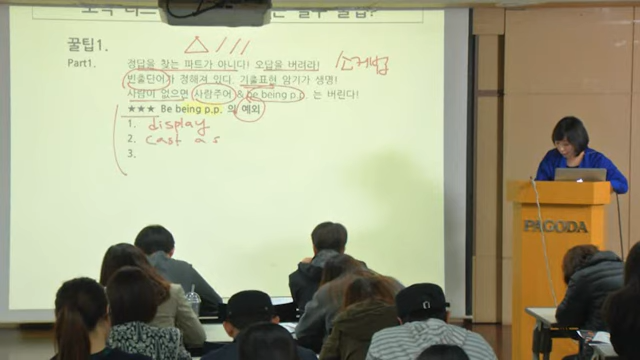 꿀팁1.
Part1. 정답을 찾는 파트가 아니다! 오답을 버려라! 소거법
빈출단어가 정해져 있다. 기출표현 암기가 생명!
사람이 없으면 사람주어 & be being p.p. 는 버린다!
★★★ Be being p.p. 의 예외
1. display
2. cast a s
3.
PAGODA